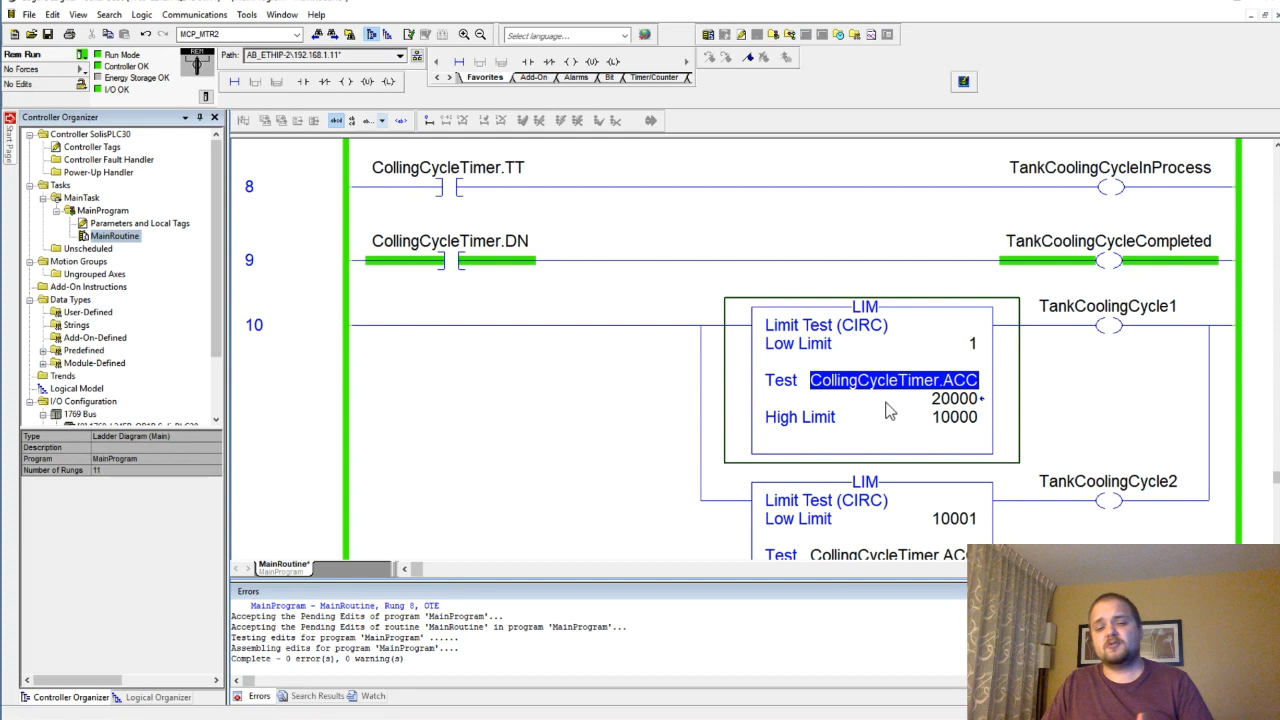 File Edit View Search Logic Communications Tools Window Help
MCP_MTR2
Select language...
Rem Run
No Forces
No Edits
Run Mode
Controller OK
Energy Storage OK
I/O OK
REM
Path: AB_ETHIP-2\192.168.1.11*
Favorites Add-On Alarms Bit Timer/Counter
Start Page
Controller Organizer
Controller SolisPLC30
Controller Tags
Controller Fault Handler
Power-Up Handler
Tasks
MainTask
MainProgram
Parameters and Local Tags
MainRoutine
Unscheduled
Motion Groups
Ungrouped Axes
Add-On Instructions
Data Types
User-Defined
Strings
Add-On-Defined
Predefined
Module-Defined
Trends
Logical Model
I/O Configuration
1769 Bus
Type Ladder Diagram (Main)
Description
Program MainProgram
Number of Rungs 11
Controller Organizer Logical Organizer
8
CollingCycleTimer.TT
TankCoolingCycleInProcess
9
CollingCycleTimer.DN
TankCoolingCycleCompleted
10
LIM
Limit Test (CIRC)
Low Limit 1
Test CollingCycleTimer.ACC
20000
High Limit 10000
TankCoolingCycle1
LIM
Limit Test (CIRC)
Low Limit 10001
Test CollingCycleTimer.ACC
TankCoolingCycle2
MainRoutine*
MainProgram
Errors
MainProgram - MainRoutine, Rung 8, OTE
Accepting the Pending Edits of program 'MainProgram'...
Accepting the Pending Edits of routine 'MainRoutine' in program 'MainProgram'...
Testing edits for program 'MainProgram' ......
Assembling edits for program 'MainProgram'....
Complete - 0 error(s), 0 warning(s)
Errors Search Results Watch